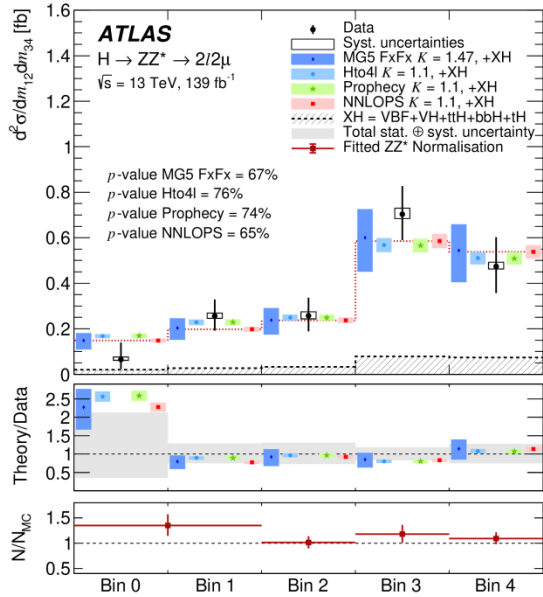 ATLAS
H → ZZ* → 2l2μ
√s = 13 TeV, 139 fb⁻¹
Data
Syst. uncertainties
MG5 FxFx K = 1.47, +XH
Hto4l K = 1.1, +XH
Prophecy K = 1.1, +XH
NNLOPS K = 1.1, +XH
XH = VBF+VH+ttH+bbH+tH
Total stat. ⊕ syst. uncertainty
Fitted ZZ* Normalisation
p-value MG5 FxFx = 67%
p-value Hto4l = 76%
p-value Prophecy = 74%
p-value NNLOPS = 65%
d²σ/dm₁₂dm₃₄ [fb]
1.6
1.4
1.2
1
0.8
0.6
0.4
0.2
0
Theory/Data
2.5
2
1.5
1
0.5
N/N_MC
1.5
1
0.5
Bin 0 Bin 1 Bin 2 Bin 3 Bin 4